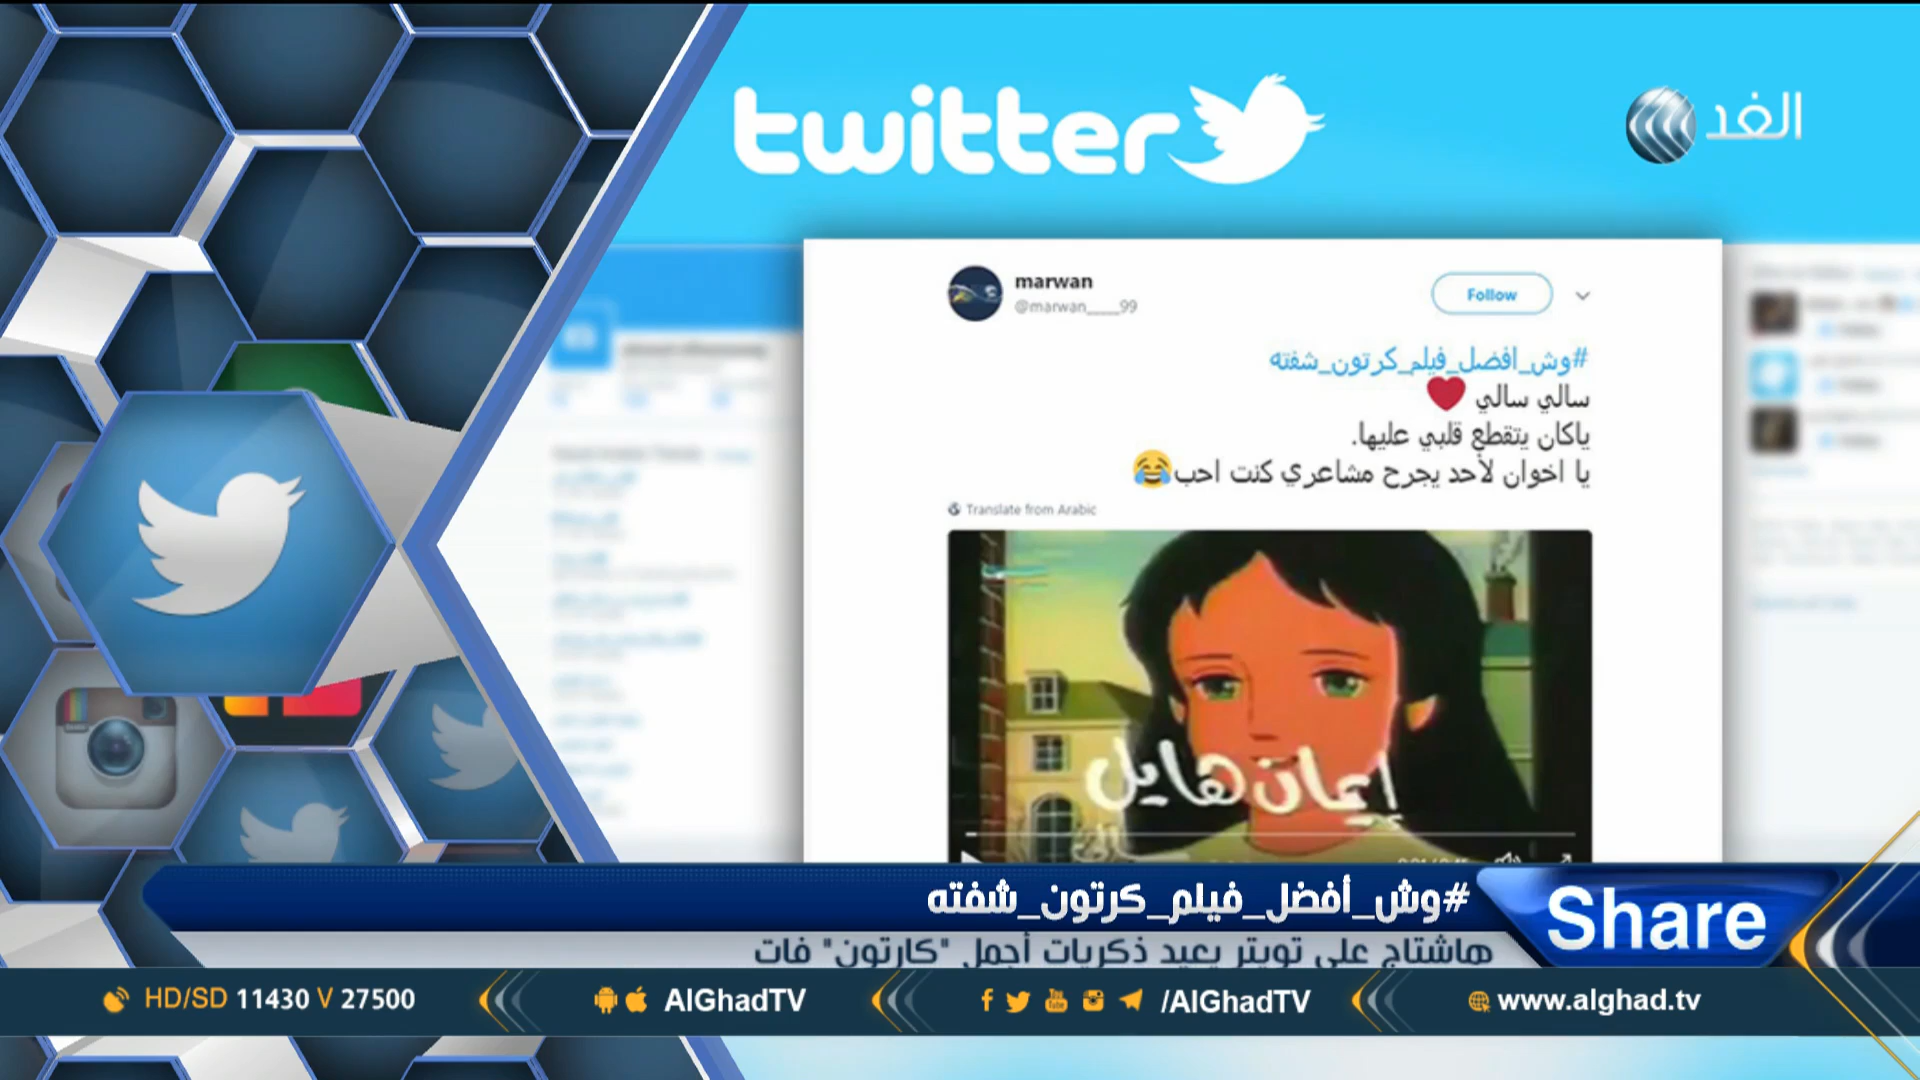 twitter
الغد
marwan
@marwan____99
Follow
#وش_افضل_فيلم_كرتون_شفته
سالي سالي ❤
ياكان يتقطع قلبي عليها.
يا اخوان لأحد يجرح مشاعري كنت احب😂
Translate from Arabic
إيمان هايل
#وش_أفضل_فيلم_كرتون_شفته
Share
هاشتاج على تويتر يعيد ذكريات أجمل "كارتون" فات
HD/SD 11430 V 27500
AlGhadTV
/AlGhadTV
www.alghad.tv